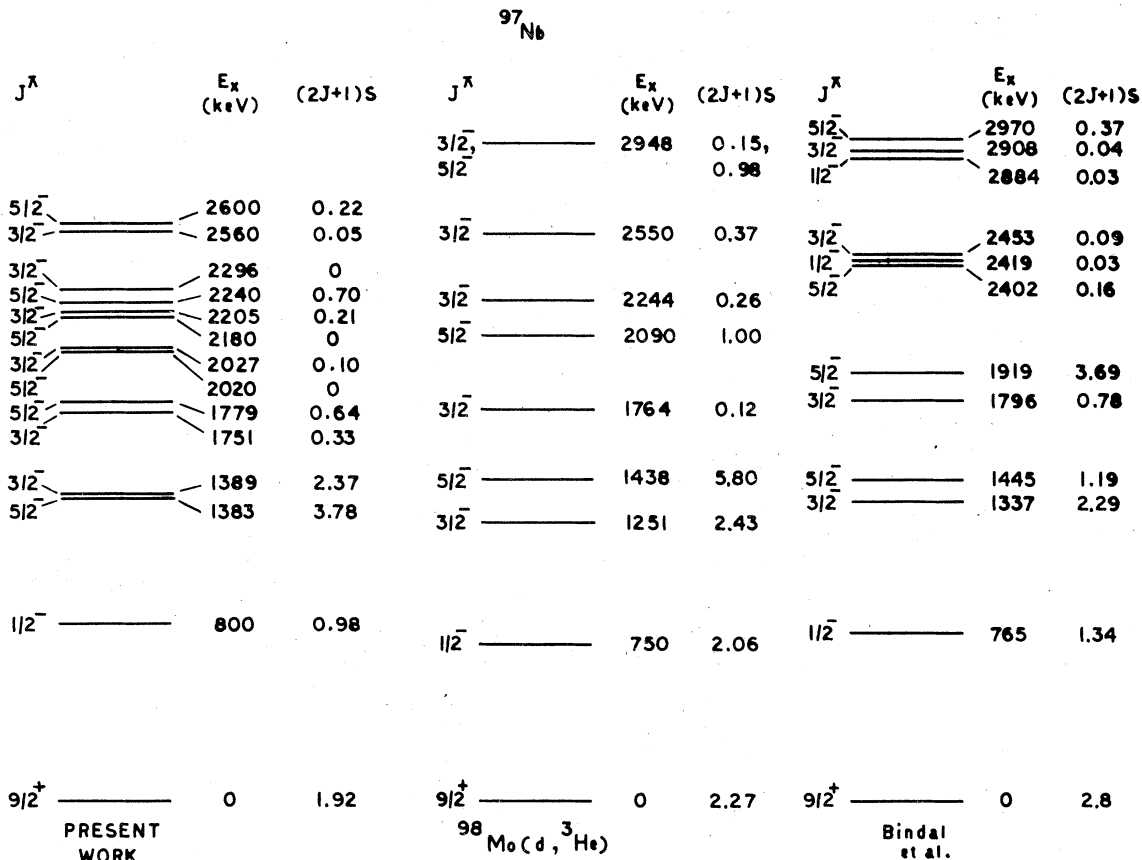 97Nb
Jπ Ex (keV) (2J+1)S
5/2- 2600 0.22
3/2- 2560 0.05
3/2- 2296 0
5/2- 2240 0.70
3/2- 2205 0.21
5/2- 2180 0
3/2- 2027 0.10
5/2- 2020 0
5/2- 1779 0.64
3/2- 1751 0.33
3/2- 1389 2.37
5/2- 1383 3.78
1/2- 800 0.98
9/2+ 0 1.92
PRESENT
WORK
Jπ Ex (keV) (2J+1)S
3/2-, 2948 0.15,
5/2- 0.98
3/2- 2550 0.37
3/2- 2244 0.26
5/2- 2090 1.00
3/2- 1764 0.12
5/2- 1438 5.80
3/2- 1251 2.43
1/2- 750 2.06
9/2+ 0 2.27
98Mo(d, 3He)
Jπ Ex (keV) (2J+1)S
5/2- 2970 0.37
3/2- 2908 0.04
1/2- 2884 0.03
3/2- 2453 0.09
1/2- 2419 0.03
5/2- 2402 0.16
5/2- 1919 3.69
3/2- 1796 0.78
5/2- 1445 1.19
3/2- 1337 2.29
1/2- 765 1.34
9/2+ 0 2.8
Bindal
et al.